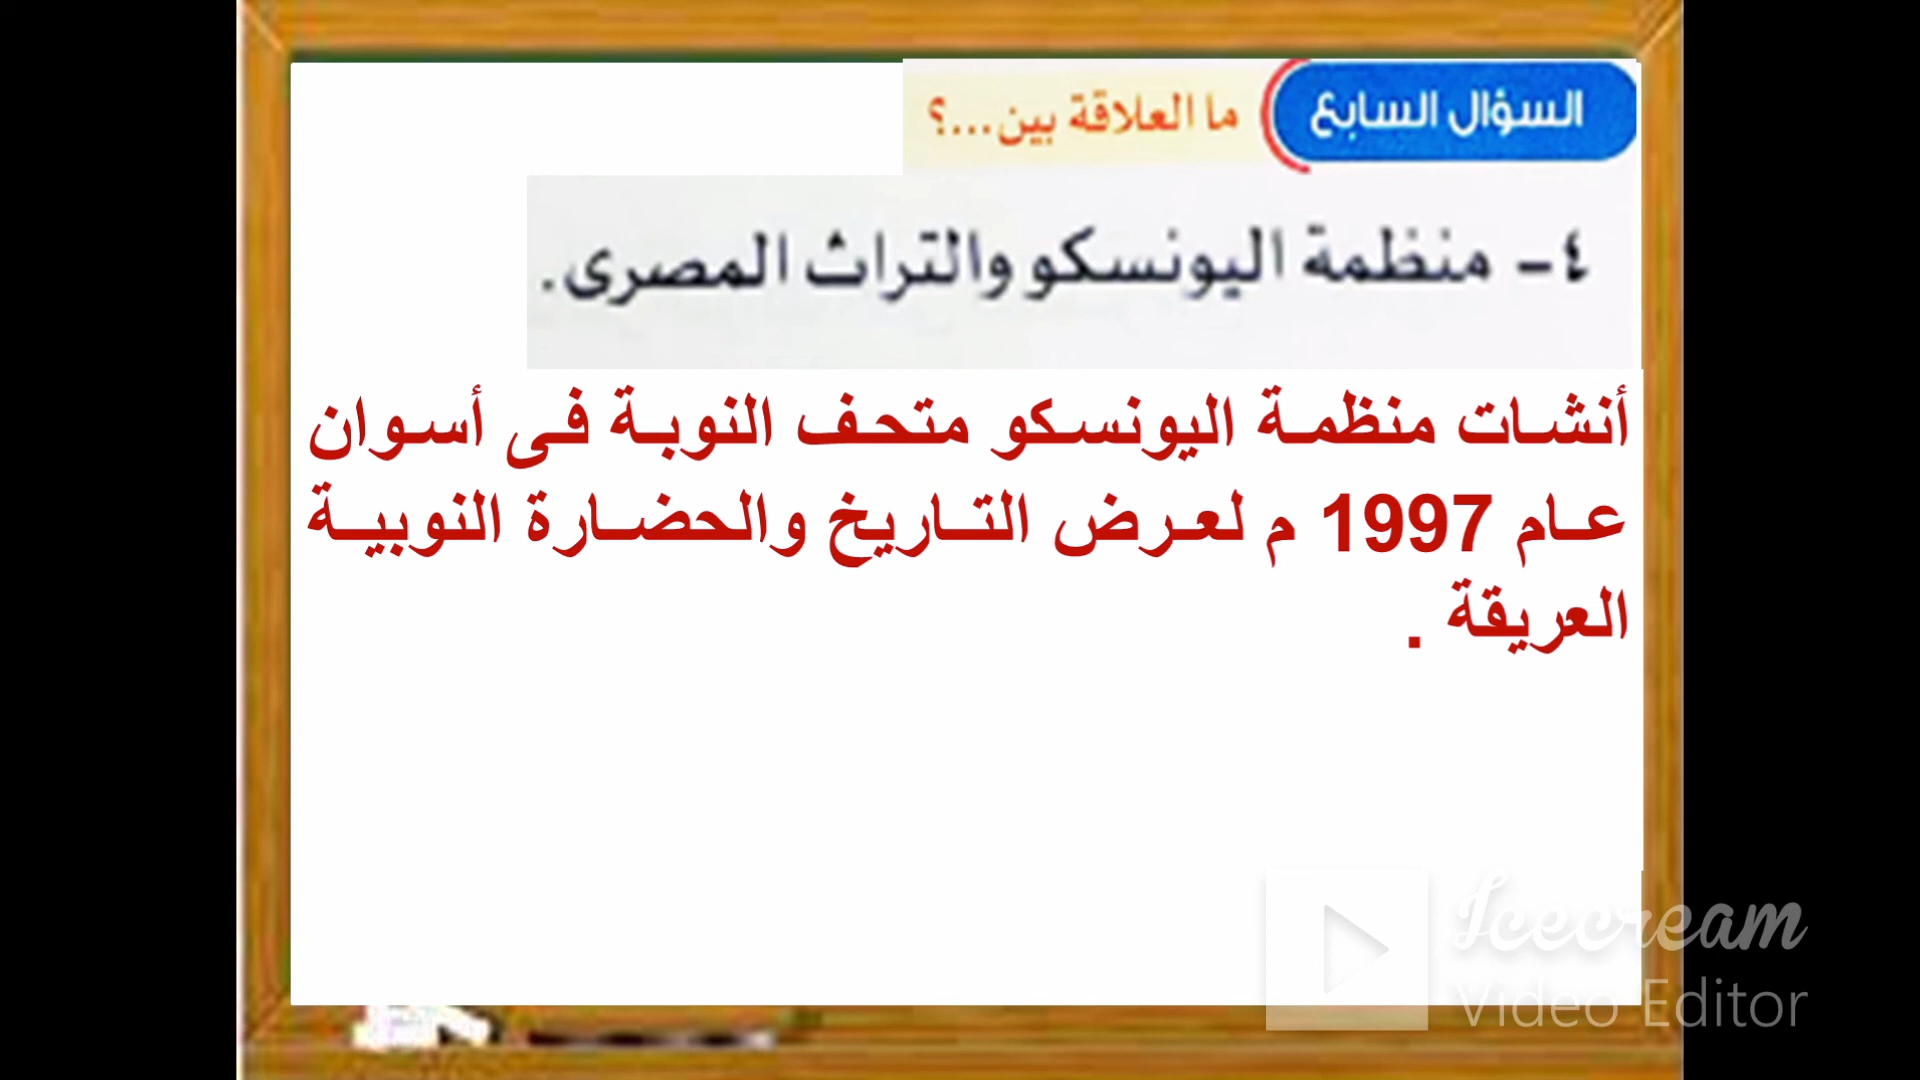 السؤال السابع
ما العلاقة بين...؟
٤- منظمة اليونسكو والتراث المصرى.
أنشات منظمة اليونسكو متحف النوبة فى أسوان
عام 1997 م لعرض التاريخ والحضارة النوبية
العريقة .
Icecream
Video Editor